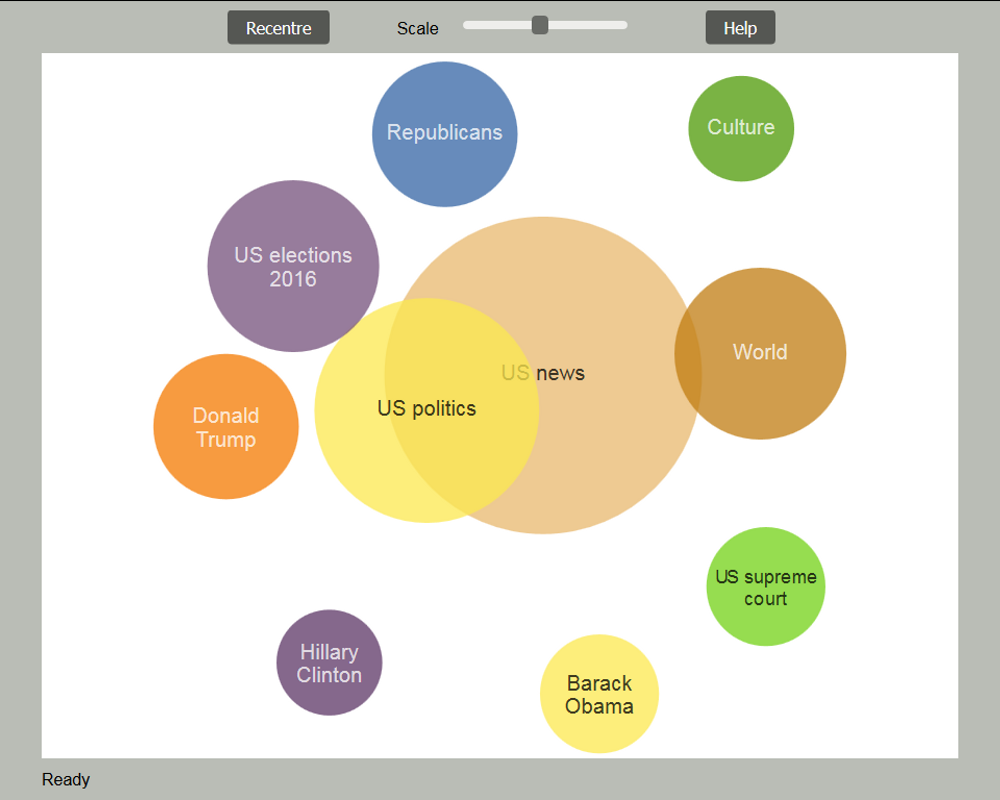 Recentre
Scale
Help
Republicans
Culture
US elections
2016
World
US news
US politics
Donald
Trump
US supreme
court
Hillary
Clinton
Barack
Obama
Ready